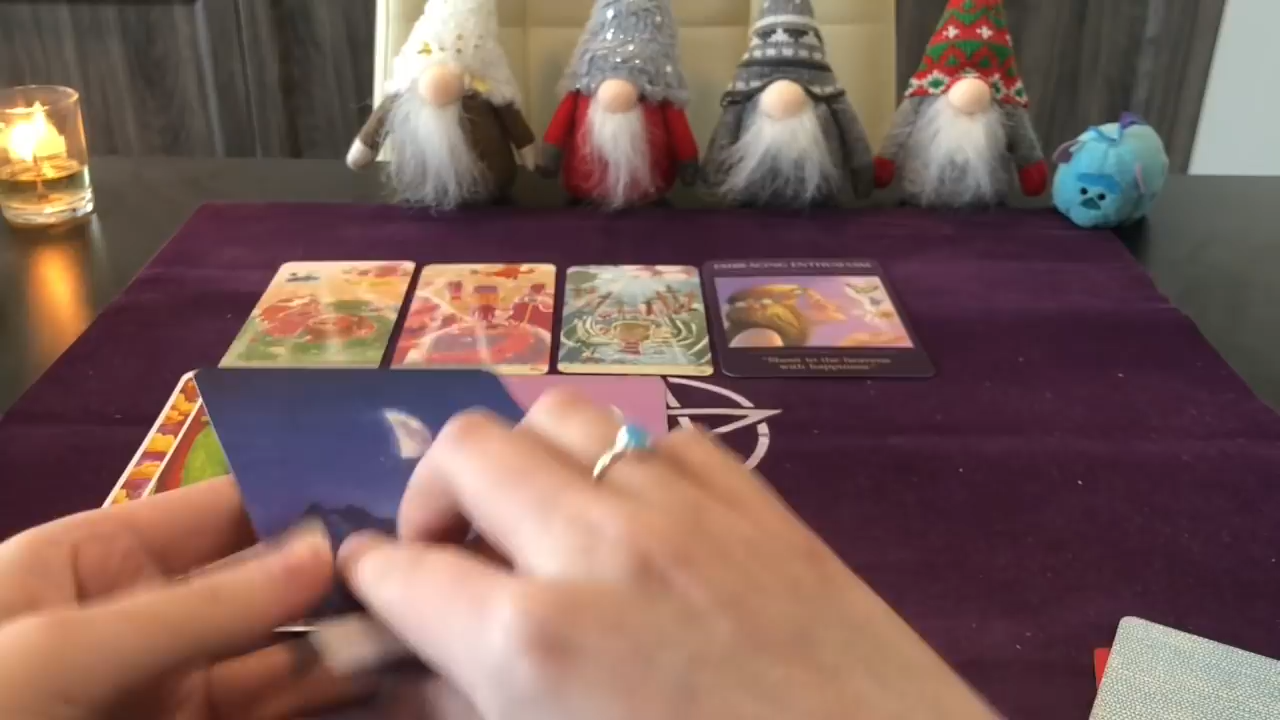 EMBRACING ENTHUSIASM
"Shout to the heavens
with happiness."